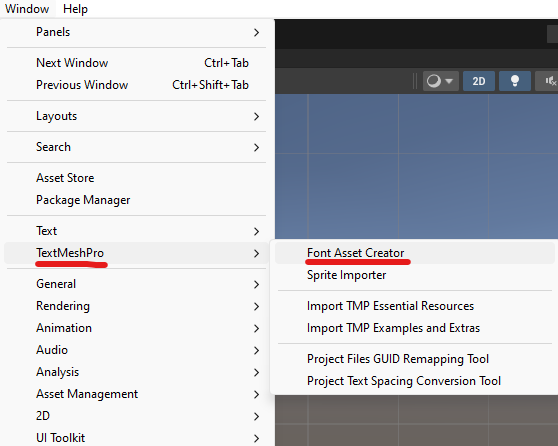 Window Help
Panels
Next Window Ctrl+Tab
Previous Window Ctrl+Shift+Tab
Layouts
Search
Asset Store
Package Manager
Text
TextMeshPro
General
Rendering
Animation
Audio
Analysis
Asset Management
2D
UI Toolkit
2D
Font Asset Creator
Sprite Importer
Import TMP Essential Resources
Import TMP Examples and Extras
Project Files GUID Remapping Tool
Project Text Spacing Conversion Tool